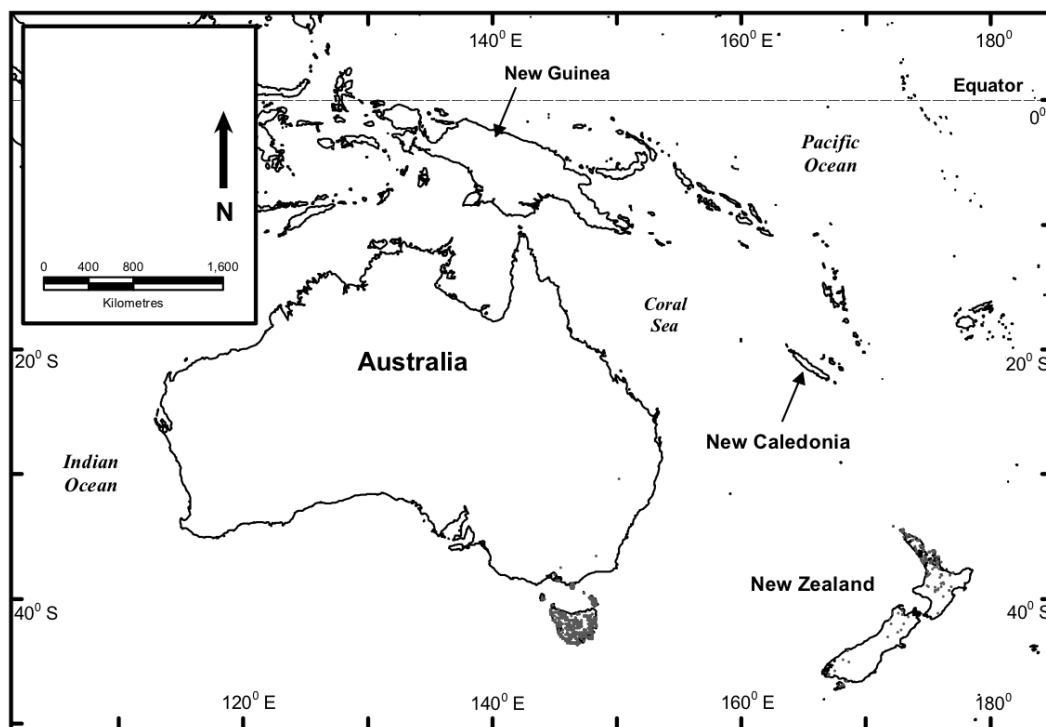 140⁰ E
160⁰ E
180⁰
New Guinea
Equator
0⁰
Pacific
Ocean
N
0
400
800
1,600
Kilometres
Coral
Sea
20⁰ S
Australia
20⁰ S
New Caledonia
Indian
Ocean
New Zealand
40⁰ S
40⁰ S
120⁰ E
140⁰ E
160⁰ E
180⁰